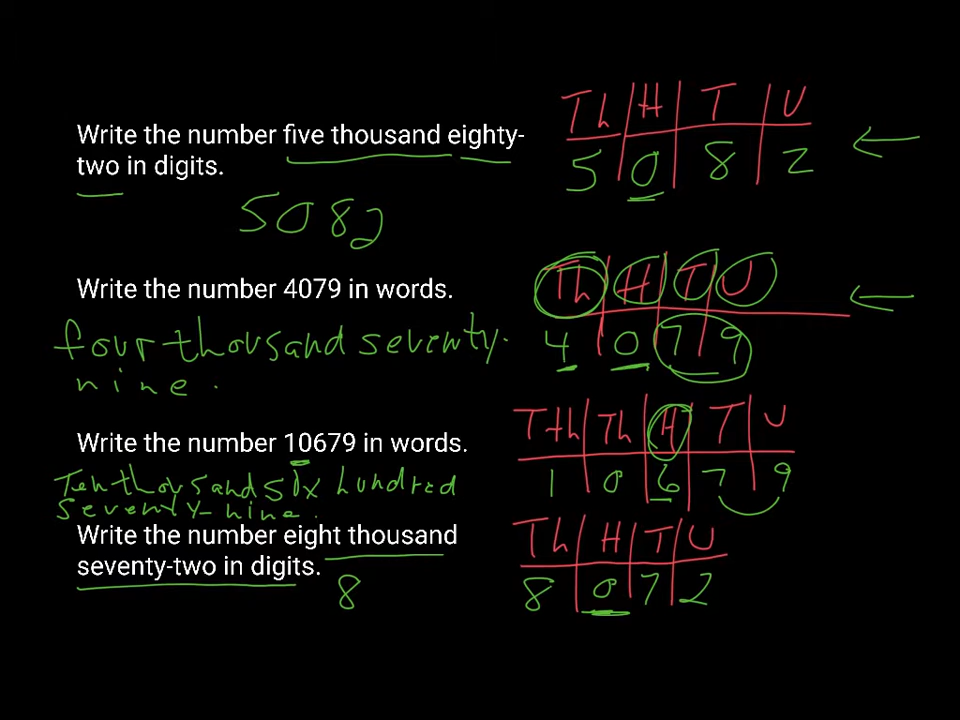 Th H T U
Write the number five thousand eighty-
two in digits.
5 0 8 2
5082
Write the number 4079 in words.
Th H T U
four thousand seventy-
nine.
4 0 7 9
Th H T U
Write the number 10679 in words.
Tth Th H T U
Ten thousand six hundred
seventy-nine.
1 0 6 7 9
Write the number eight thousand
seventy-two in digits.
Th H T U
8
8 0 7 2